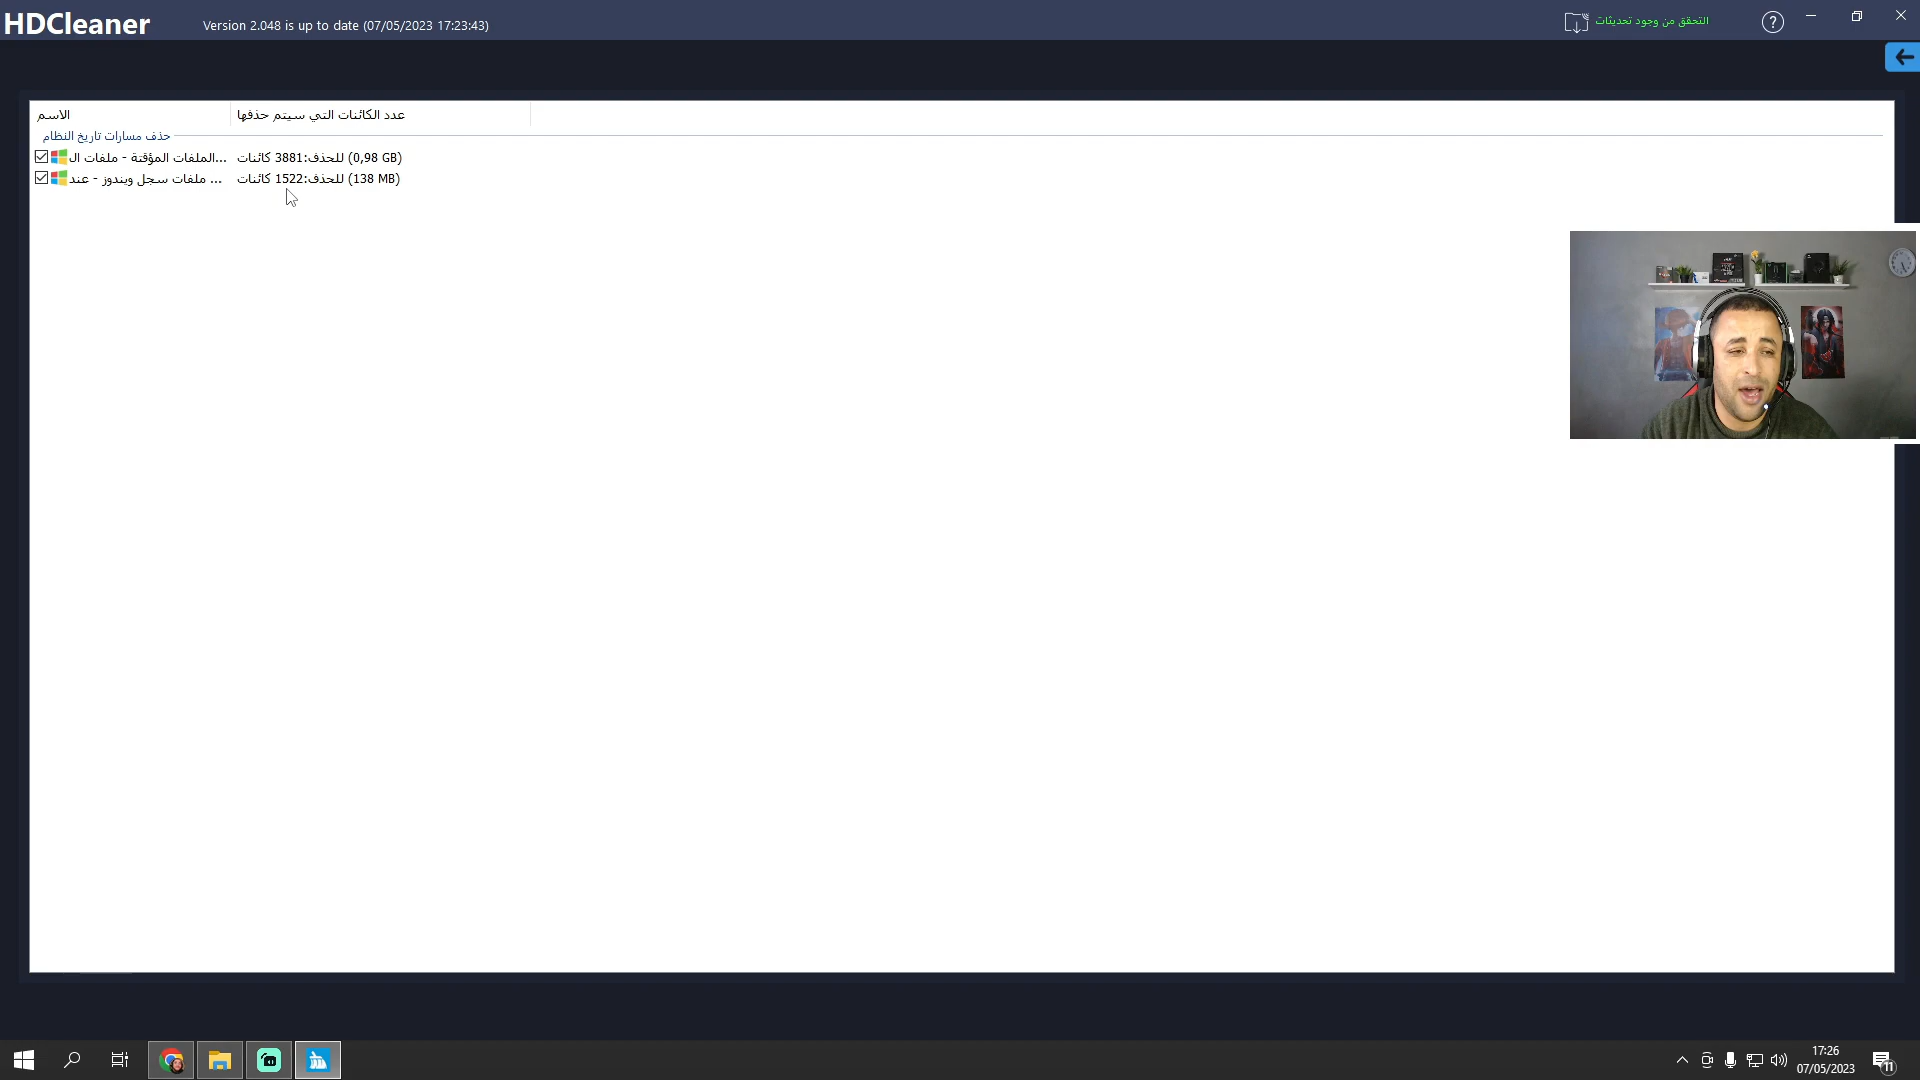 HDCleaner
Version 2.048 is up to date (07/05/2023 17:23:43)
التحقق من وجود تحديثات
الاسم
عدد الكائنات التي سيتم حذفها
حذف مسارات تاريخ النظام
الملفات المؤقتة - ملفات ال...
للحذف:3881 كائنات (0,98 GB)
ملفات سجل ويندوز - عند ...
للحذف:1522 كائنات (138 MB)
17:26
07/05/2023
11